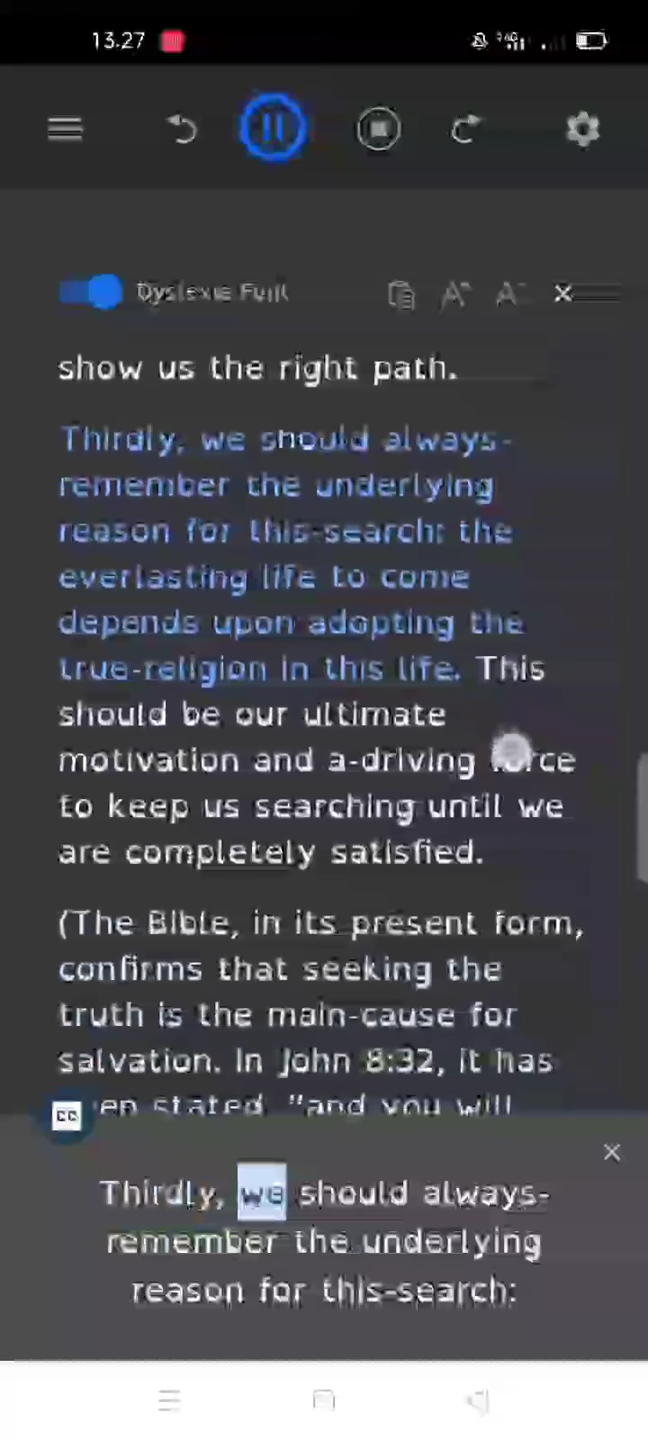 13.27
Dyslexie Font
show us the right path.
Thirdly, we should always-
remember the underlying
reason for this-search: the
everlasting life to come
depends upon adopting the
true-religion in this life. This
should be our ultimate
motivation and a-driving force
to keep us searching until we
are completely satisfied.
(The Bible, in its present form,
confirms that seeking the
truth is the main-cause for
salvation. In John 8:32, it has
en stated, "and you will
CC
Thirdly, we should always-
remember the underlying
reason for this-search: